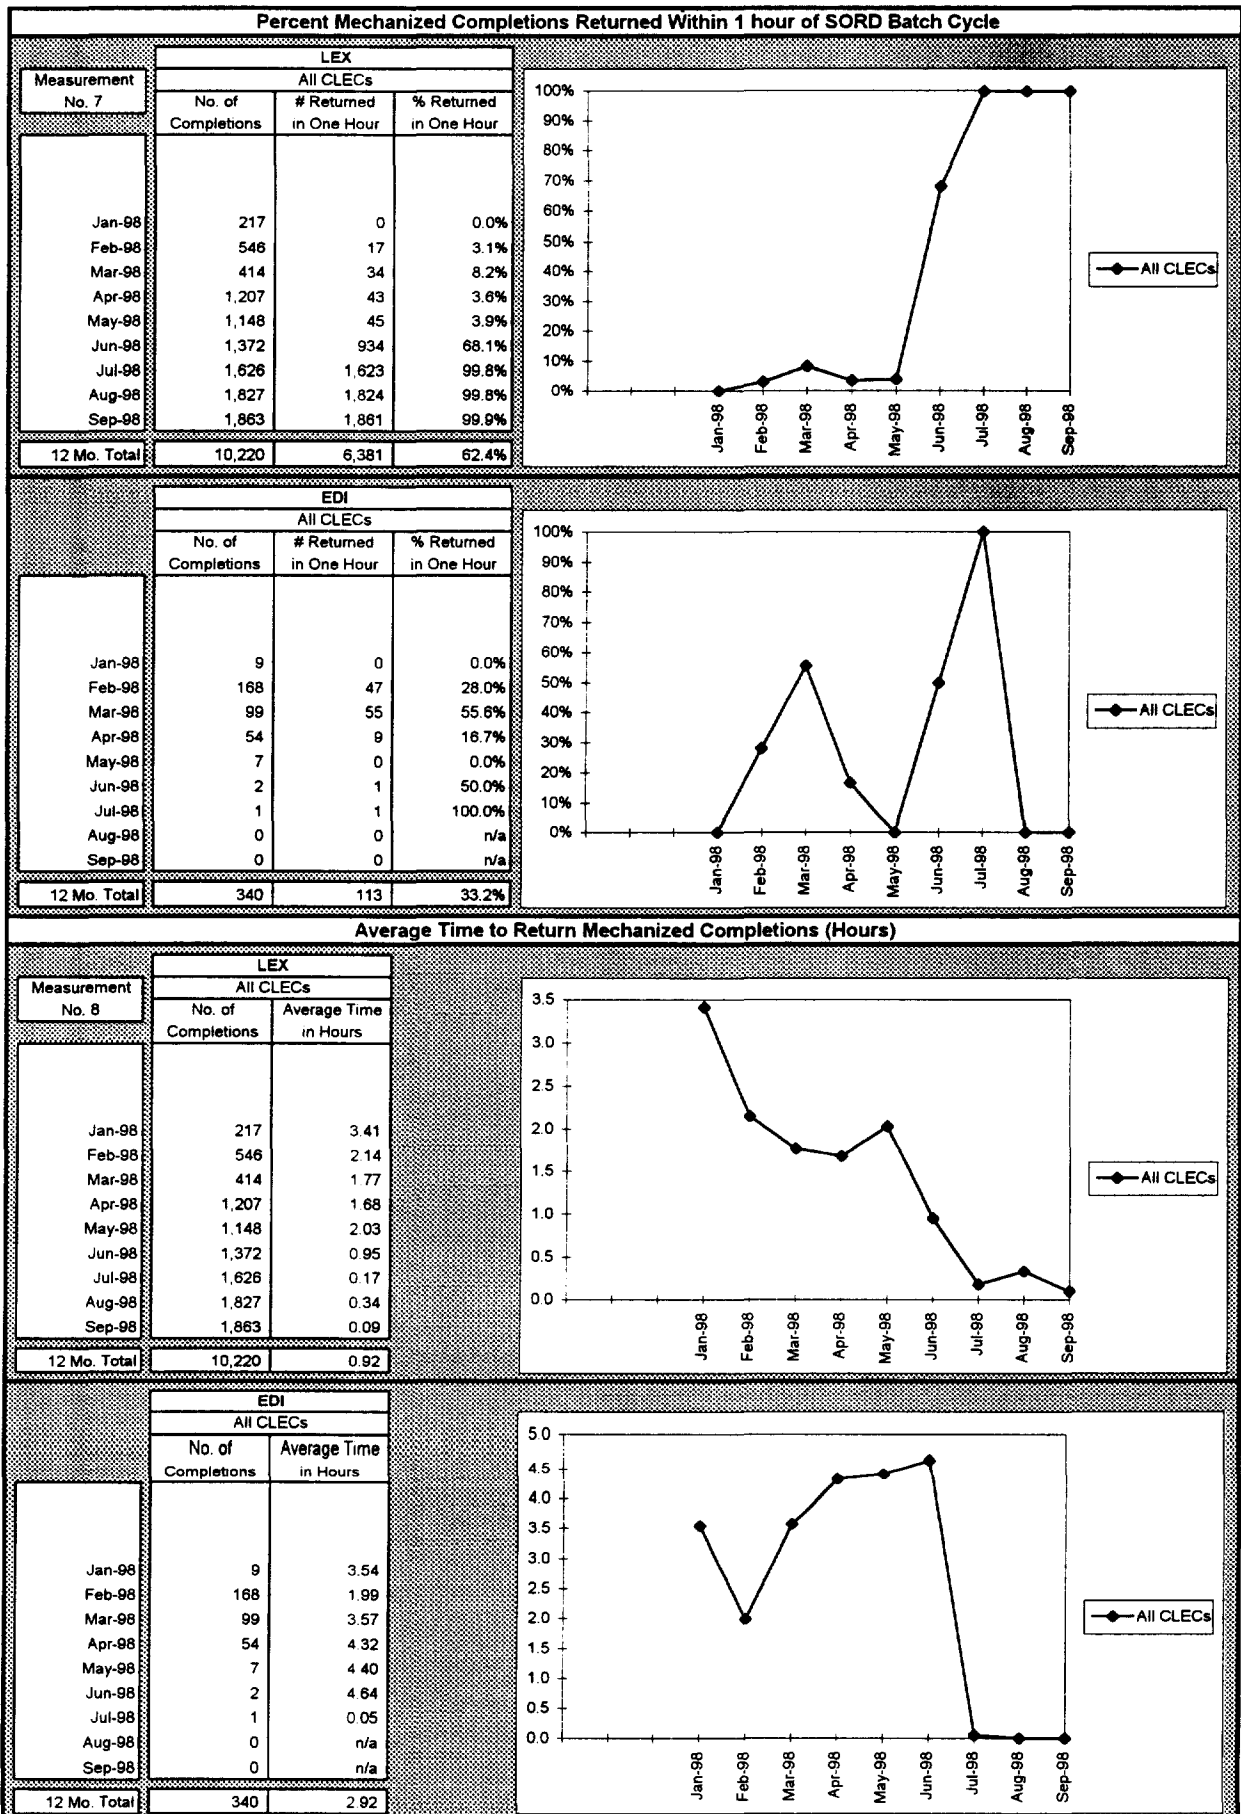 Percent Mechanized Completions Returned Within 1 hour of SORD Batch Cycle
LEX
Measurement No. 7
All CLECs
No. of Completions # Returned in One Hour % Returned in One Hour
Jan-98 217 0 0.0%
Feb-98 546 17 3.1%
Mar-98 414 34 8.2%
Apr-98 1,207 43 3.6%
May-98 1,148 45 3.9%
Jun-98 1,372 934 68.1%
Jul-98 1,626 1,623 99.8%
Aug-98 1,827 1,824 99.8%
Sep-98 1,863 1,861 99.9%
12 Mo. Total 10,220 6,381 62.4%
100%
90%
80%
70%
60%
50%
40%
30%
20%
10%
0%
Jan-98 Feb-98 Mar-98 Apr-98 May-98 Jun-98 Jul-98 Aug-98 Sep-98
All CLECs
EDI
All CLECs
No. of Completions # Returned in One Hour % Returned in One Hour
Jan-98 9 0 0.0%
Feb-98 168 47 28.0%
Mar-98 99 55 55.6%
Apr-98 54 9 16.7%
May-98 7 0 0.0%
Jun-98 2 1 50.0%
Jul-98 1 1 100.0%
Aug-98 0 0 n/a
Sep-98 0 0 n/a
12 Mo. Total 340 113 33.2%
100%
90%
80%
70%
60%
50%
40%
30%
20%
10%
0%
Jan-98 Feb-98 Mar-98 Apr-98 May-98 Jun-98 Jul-98 Aug-98 Sep-98
All CLECs
Average Time to Return Mechanized Completions (Hours)
LEX
Measurement No. 8
All CLECs
No. of Completions Average Time in Hours
Jan-98 217 3.41
Feb-98 546 2.14
Mar-98 414 1.77
Apr-98 1,207 1.68
May-98 1,148 2.03
Jun-98 1,372 0.95
Jul-98 1,626 0.17
Aug-98 1,827 0.34
Sep-98 1,863 0.09
12 Mo. Total 10,220 0.92
3.5
3.0
2.5
2.0
1.5
1.0
0.5
0.0
Jan-98 Feb-98 Mar-98 Apr-98 May-98 Jun-98 Jul-98 Aug-98 Sep-98
All CLECs
EDI
All CLECs
No. of Completions Average Time in Hours
Jan-98 9 3.54
Feb-98 168 1.99
Mar-98 99 3.57
Apr-98 54 4.32
May-98 7 4 40
Jun-98 2 4.64
Jul-98 1 0.05
Aug-98 0 n/a
Sep-98 0 n/a
12 Mo. Total 340 2.92
5.0
4.5
4.0
3.5
3.0
2.5
2.0
1.5
1.0
0.5
0.0
Jan-98 Feb-98 Mar-98 Apr-98 May-98 Jun-98 Jul-98 Aug-98 Sep-98
All CLECs